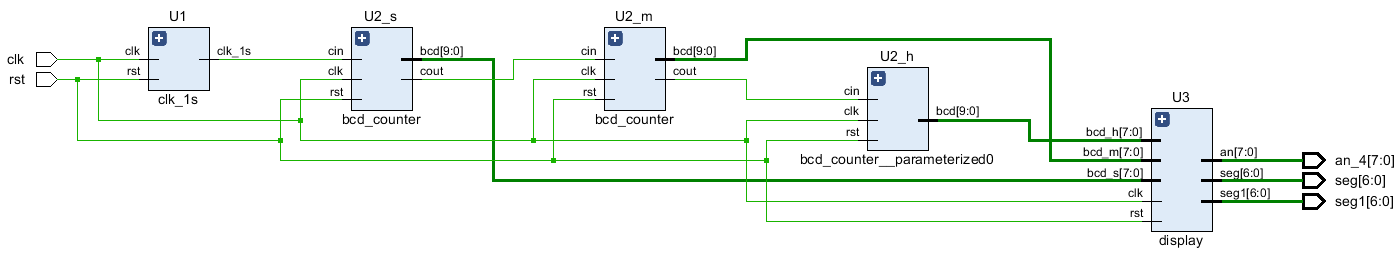 U1
clk
rst
clk_1s
clk_1s
U2_s
cin
clk
rst
bcd[9:0]
cout
bcd_counter
U2_m
cin
clk
rst
bcd[9:0]
cout
bcd_counter
U2_h
cin
clk
rst
bcd[9:0]
bcd_counter__parameterized0
U3
bcd_h[7:0]
bcd_m[7:0]
bcd_s[7:0]
clk
rst
an[7:0]
seg[6:0]
seg1[6:0]
display
clk
rst
an_4[7:0]
seg[6:0]
seg1[6:0]